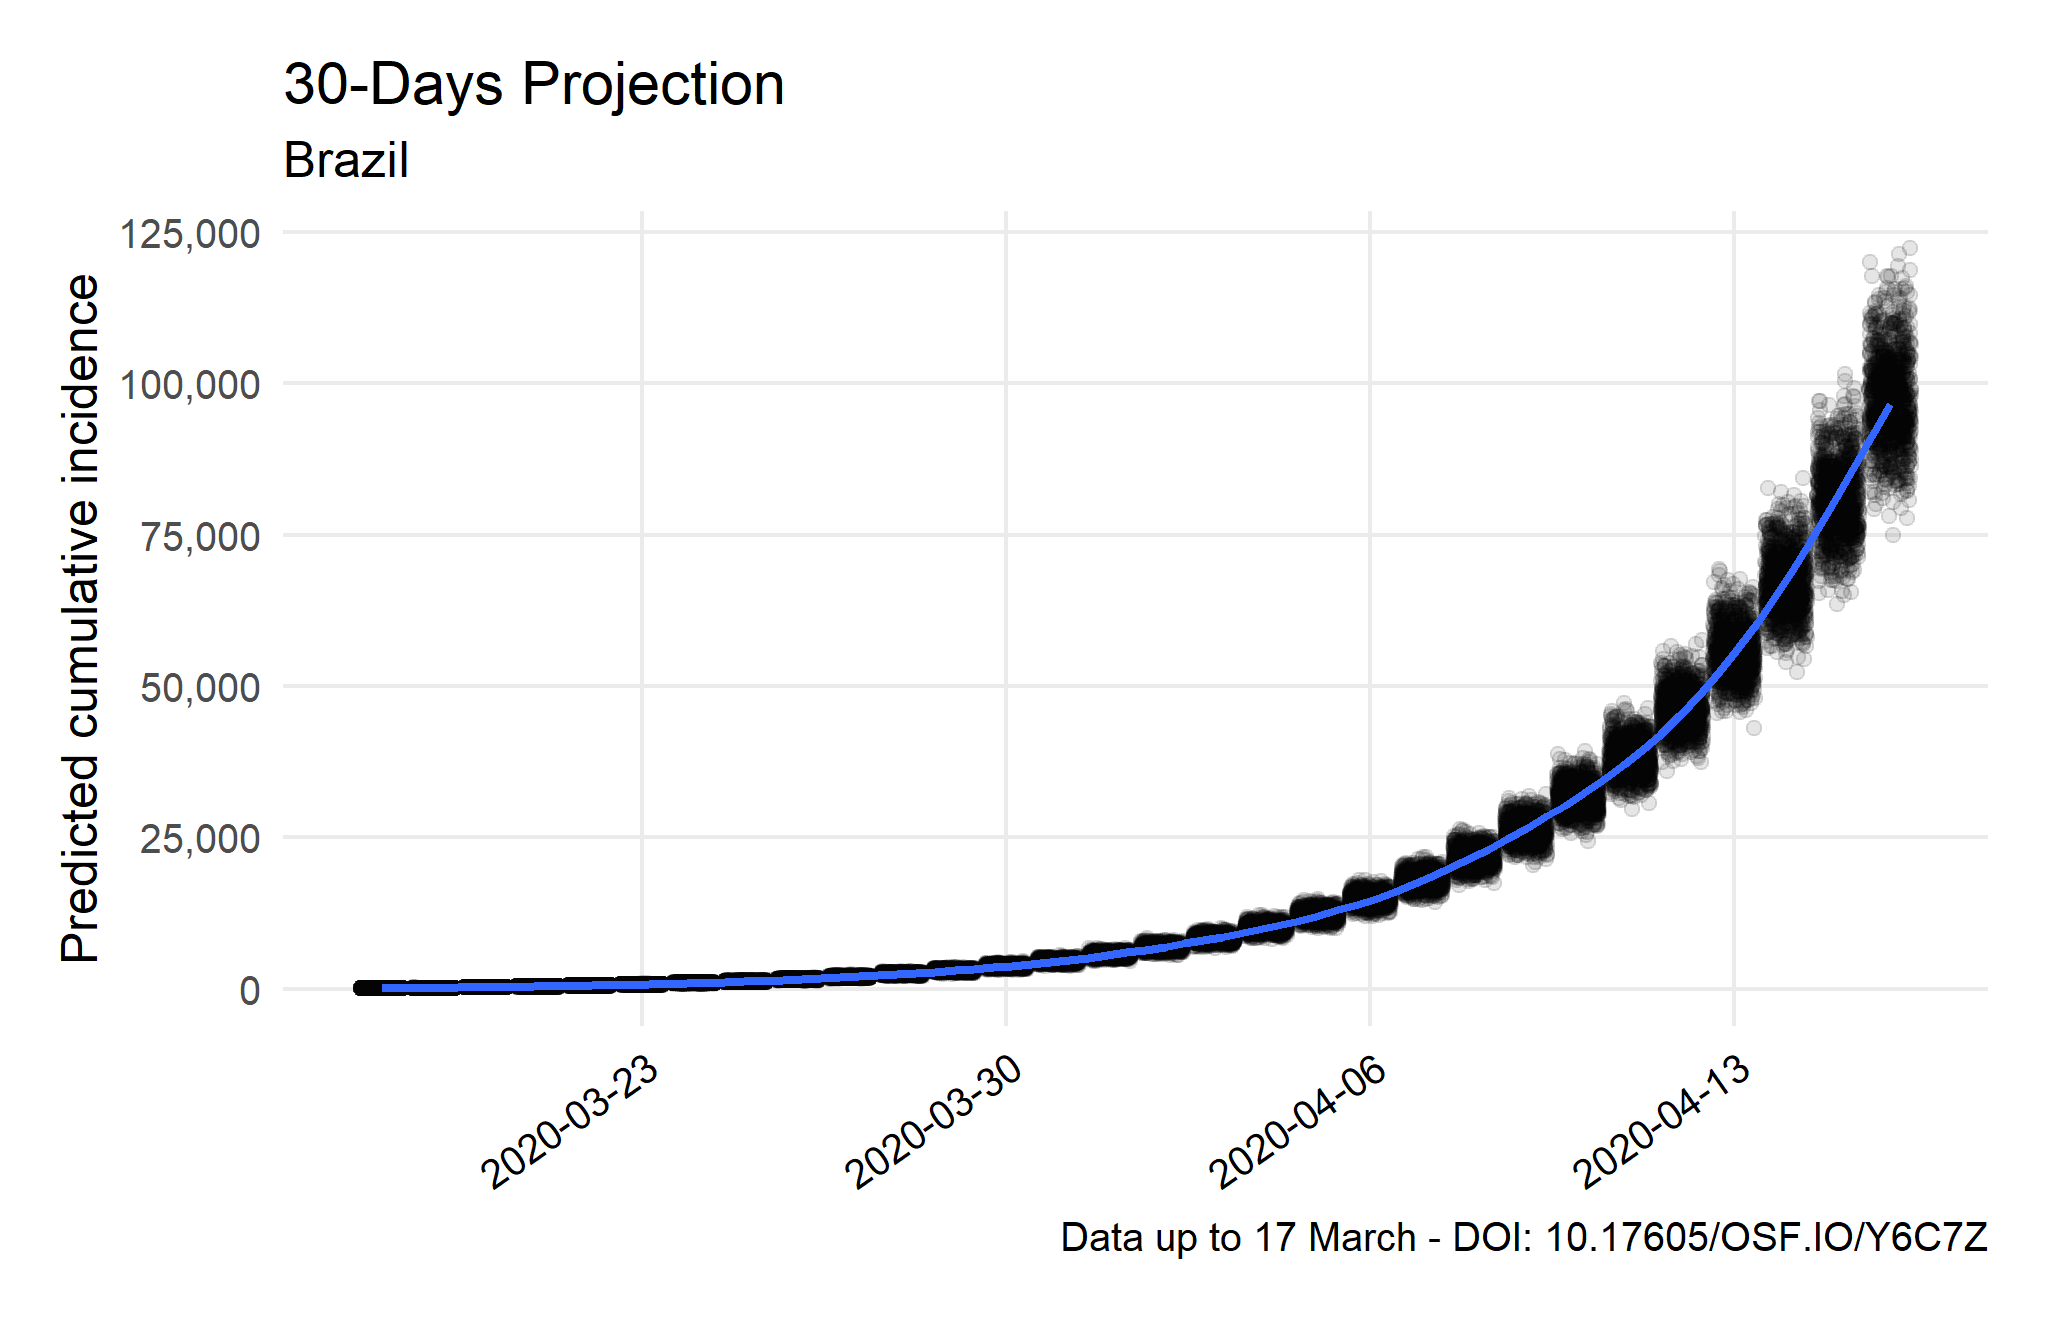 30-Days Projection
Brazil
Predicted cumulative incidence
125,000
100,000
75,000
50,000
25,000
0
2020-03-23
2020-03-30
2020-04-06
2020-04-13
Data up to 17 March - DOI: 10.17605/OSF.IO/Y6C7Z